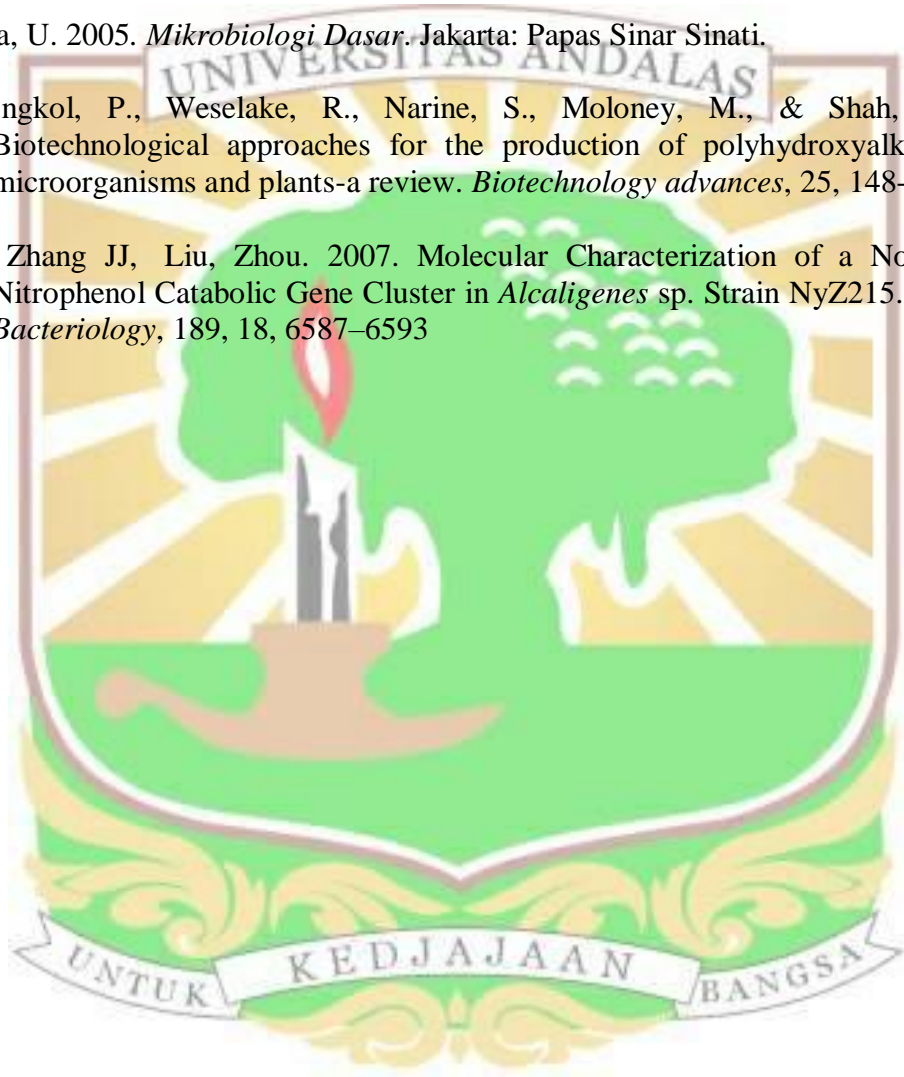 a, U. 2005. Mikrobiologi Dasar. Jakarta: Papas Sinar Sinati.
UNIVERSITAS ANDALAS
ngkol, P., Weselake, R., Narine, S., Moloney, M., & Shah,
Biotechnological approaches for the production of polyhydroxyalk
microorganisms and plants-a review. Biotechnology advances, 25, 148-
Zhang JJ, Liu, Zhou. 2007. Molecular Characterization of a No
Nitrophenol Catabolic Gene Cluster in Alcaligenes sp. Strain NyZ215.
Bacteriology, 189, 18, 6587–6593
UNTUK KEDJAJAAN BANGSA